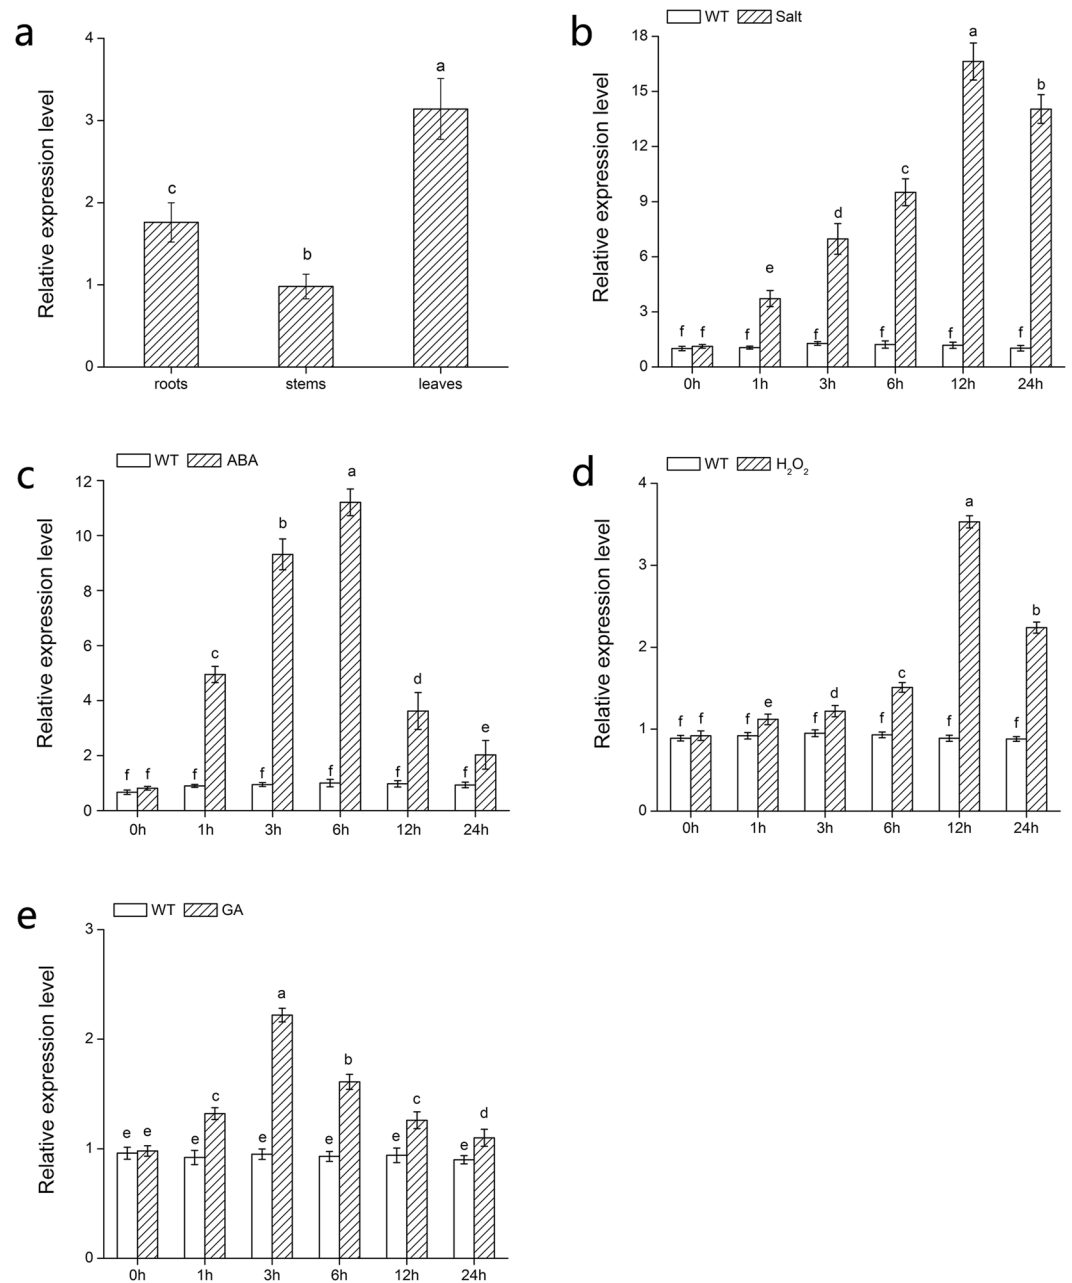 a
Relative expression level
4
3
2
1
0
c
b
a
roots
stems
leaves
b
WT
Salt
Relative expression level
18
15
12
9
6
3
0
f f
f e
f d
f c
f a
f b
0h 1h 3h 6h 12h 24h
c
WT
ABA
Relative expression level
12
10
8
6
4
2
0
f f
f c
f b
f a
f d
f e
0h 1h 3h 6h 12h 24h
d
WT
H2O2
Relative expression level
4
3
2
1
0
f f
f e
f d
f c
f a
f b
0h 1h 3h 6h 12h 24h
e
WT
GA
Relative expression level
3
2
1
0
e e
e c
e a
e b
e c
e d
0h 1h 3h 6h 12h 24h